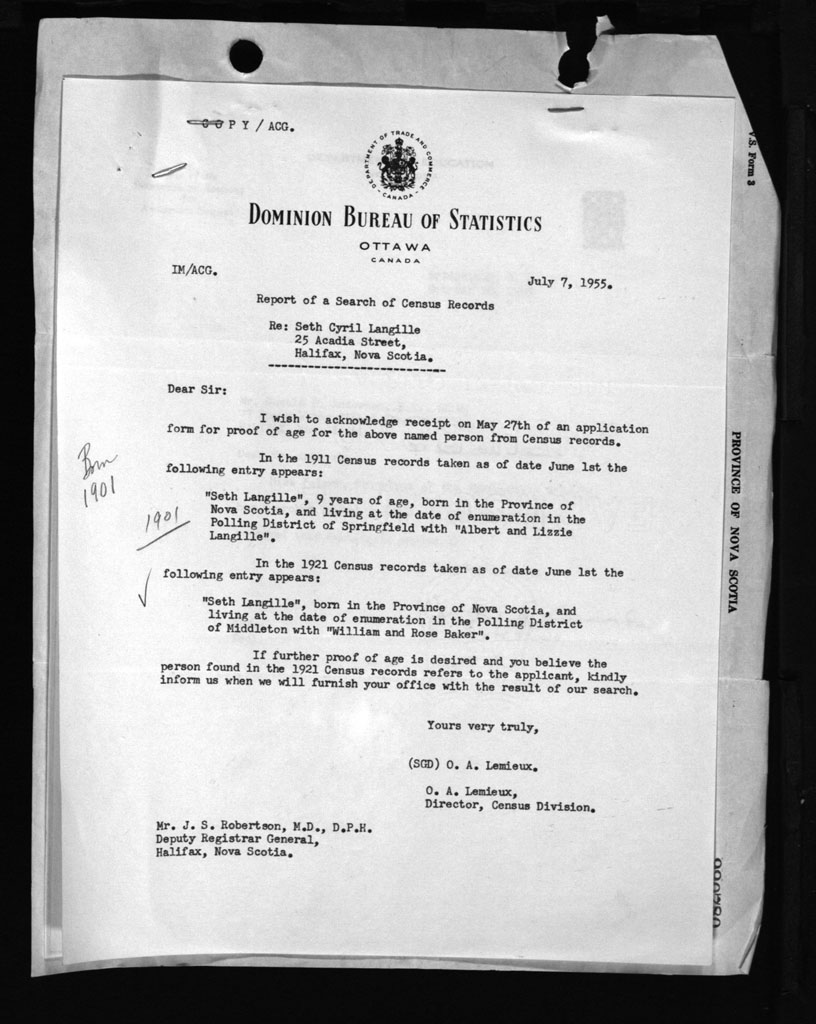 COPY/ACG.
DEPARTMENT OF TRADE AND COMMERCE
CANADA
DOMINION BUREAU OF STATISTICS
OTTAWA
CANADA
IM/ACG.
July 7, 1955.
Report of a Search of Census Records
Re: Seth Cyril Langille
25 Acadia Street,
Halifax, Nova Scotia.
Dear Sir:
I wish to acknowledge receipt on May 27th of an application
form for proof of age for the above named person from Census records.
In the 1911 Census records taken as of date June 1st the
following entry appears:
"Seth Langille", 9 years of age, born in the Province of
Nova Scotia, and living at the date of enumeration in the
Polling District of Springfield with "Albert and Lizzie
Langille".
In the 1921 Census records taken as of date June 1st the
following entry appears:
"Seth Langille", born in the Province of Nova Scotia, and
living at the date of enumeration in the Polling District
of Middleton with "William and Rose Baker".
If further proof of age is desired and you believe the
person found in the 1921 Census records refers to the applicant, kindly
inform us when we will furnish your office with the result of our search.
Yours very truly,
(SGD) O. A. Lemieux.
O. A. Lemieux,
Director, Census Division.
Mr. J. S. Robertson, M.D., D.P.H.
Deputy Registrar General,
Halifax, Nova Scotia.
Born
1901
1901
V.S. Form 3
PROVINCE OF NOVA SCOTIA